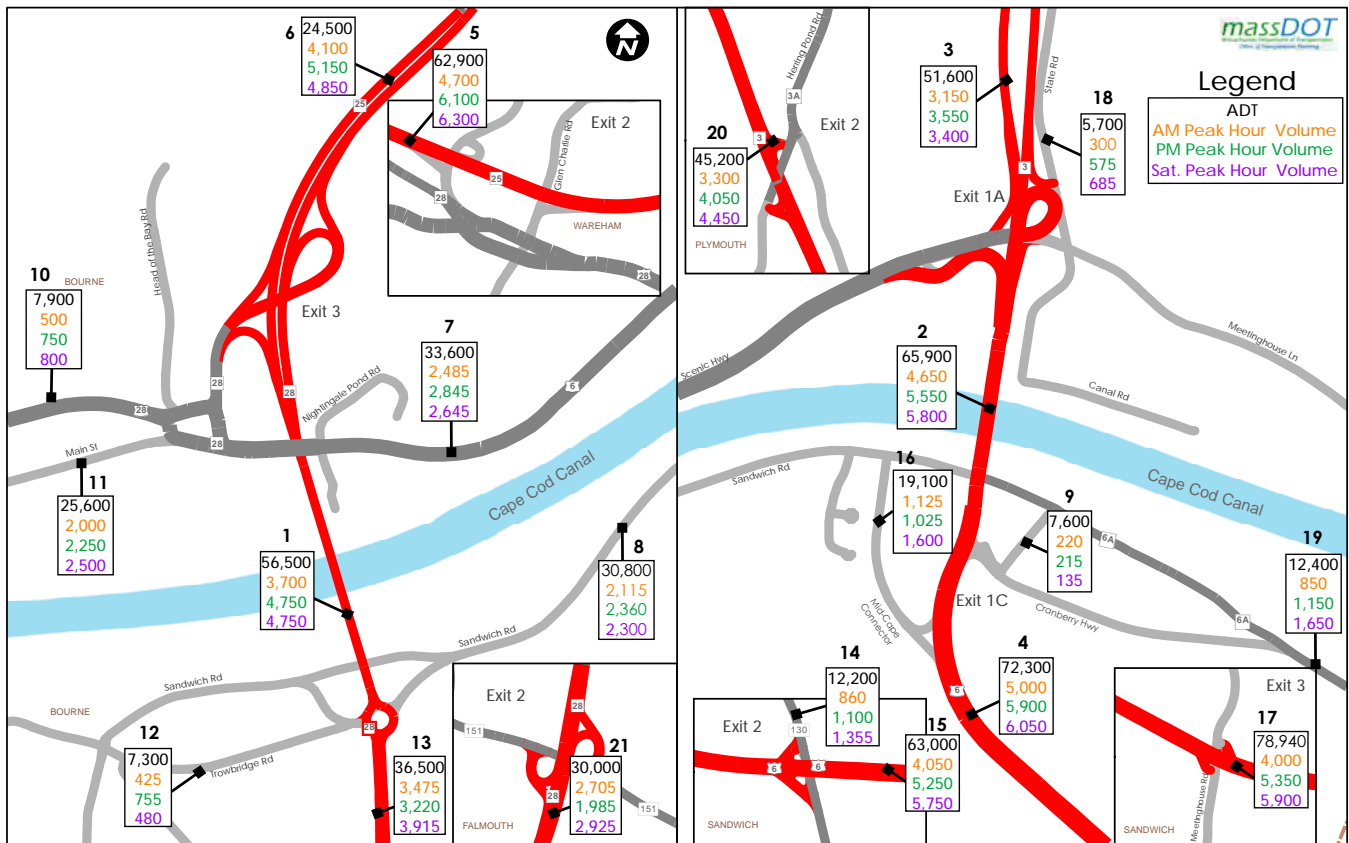 6
24,500
4,100
5,150
4,850
5
62,900
4,700
6,100
6,300
N
25
Exit 2
Glen Charlie Rd
25
28
WAREHAM
28
Head of the Bay Rd
10
BOURNE
7,900
500
750
800
Exit 3
7
33,600
2,485
2,845
2,645
28
28
Nightingale Pond Rd
6
28
28
Main St
11
25,600
2,000
2,250
2,500
Cape Cod Canal
1
56,500
3,700
4,750
4,750
8
30,800
2,115
2,360
2,300
Sandwich Rd
Sandwich Rd
BOURNE
28
12
7,300
425
755
480
Trowbridge Rd
13
36,500
3,475
3,220
3,915
Exit 2
28
151
21
30,000
2,705
1,985
2,925
28
151
FALMOUTH
Herring Pond Rd
3A
Exit 2
3
20
45,200
3,300
4,050
4,450
PLYMOUTH
3
51,600
3,150
3,550
3,400
State Rd
18
5,700
300
575
685
massDOT
Office of Transportation Planning
Legend
ADT
AM Peak Hour Volume
PM Peak Hour Volume
Sat. Peak Hour Volume
3
Exit 1A
Scenic Hwy
Meetinghouse Ln
2
65,900
4,650
5,550
5,800
Canal Rd
Cape Cod Canal
Sandwich Rd
16
19,100
1,125
1,025
1,600
9
7,600
220
215
135
6A
19
12,400
850
1,150
1,650
Exit 1C
Mid-Cape
Connector
Cranberry Hwy
6A
4
72,300
5,000
5,900
6,050
6
14
12,200
860
1,100
1,355
Exit 2
130
15
63,000
4,050
5,250
5,750
6
6
SANDWICH
Exit 3
17
78,940
4,000
5,350
5,900
Meetinghouse Rd
SANDWICH